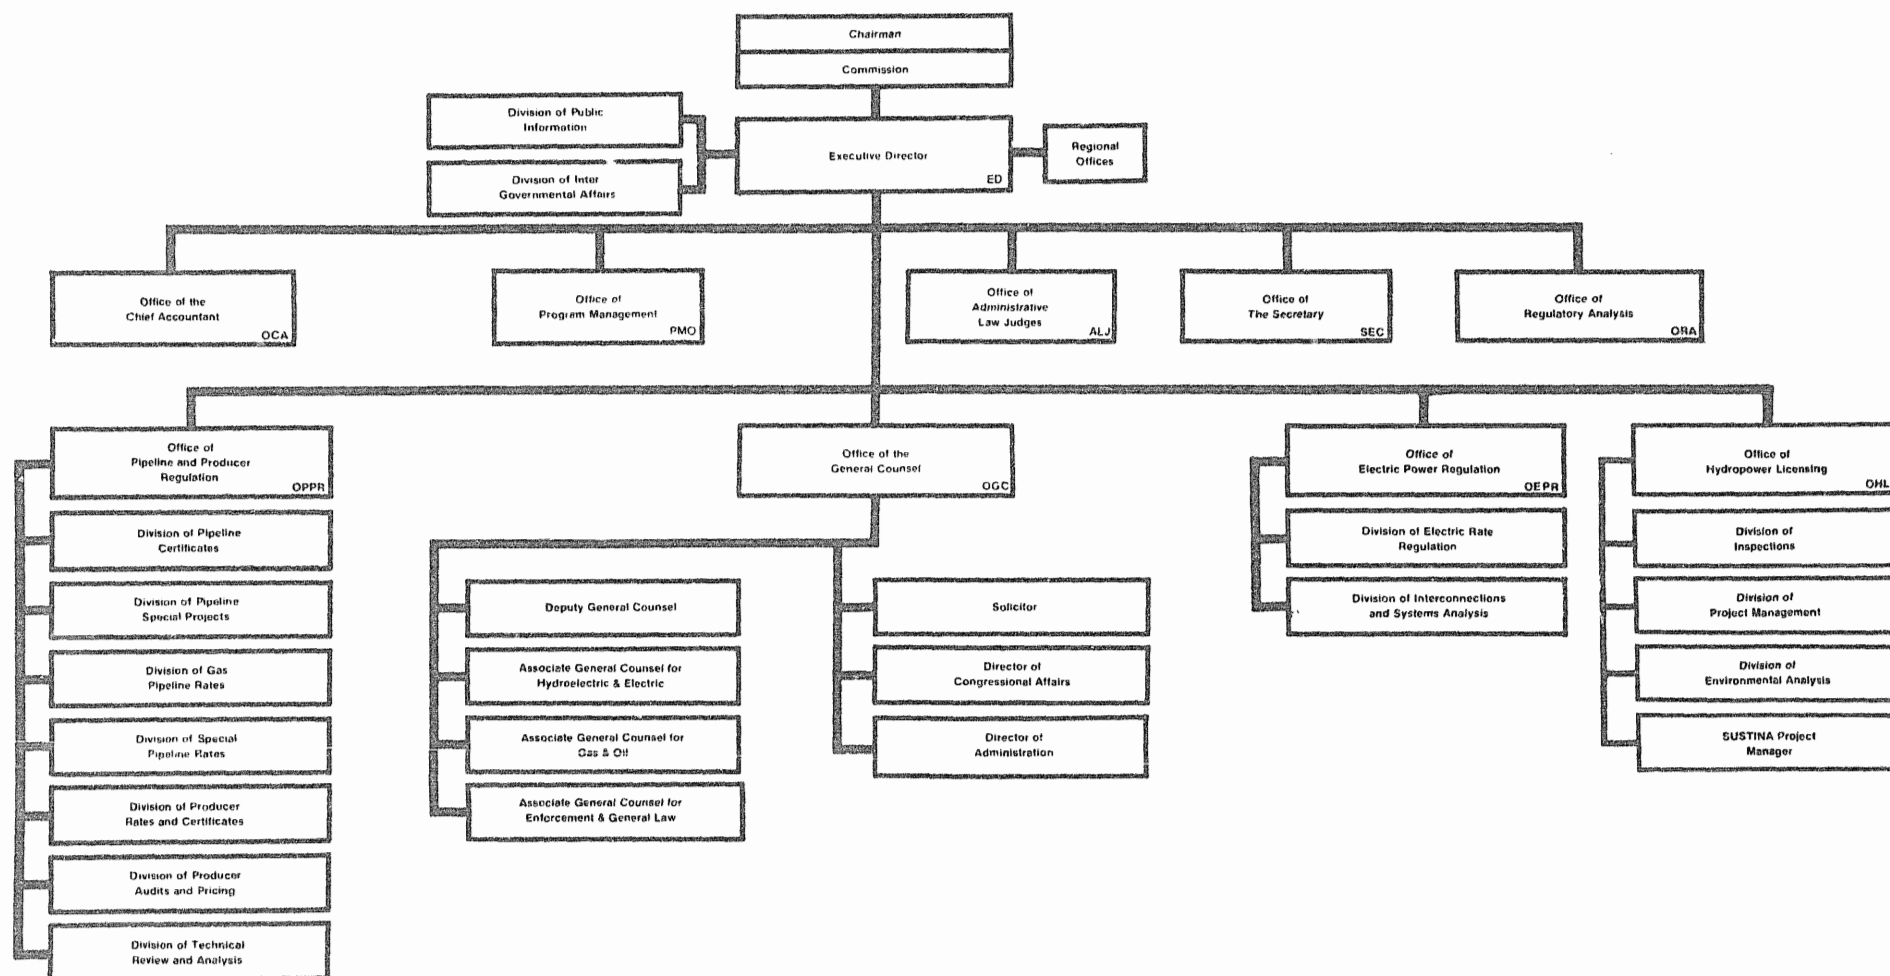 Chairman
Commission
Division of Public
Information
Division of Inter
Governmental Affairs
Executive Director
ED
Regional
Offices
Office of the
Chief Accountant
OCA
Office of
Program Management
PMO
Office of
Administrative
Law Judges
ALJ
Office of
The Secretary
SEC
Office of
Regulatory Analysis
ORA
Office of
Pipeline and Producer
Regulation
OPPR
Division of Pipeline
Certificates
Division of Pipeline
Special Projects
Division of Gas
Pipeline Rates
Division of Special
Pipeline Rates
Division of Producer
Rates and Certificates
Division of Producer
Audits and Pricing
Division of Technical
Review and Analysis
Office of the
General Counsel
OGC
Deputy General Counsel
Associate General Counsel for
Hydroelectric & Electric
Associate General Counsel for
Gas & Oil
Associate General Counsel for
Enforcement & General Law
Solicitor
Director of
Congressional Affairs
Director of
Administration
Office of
Electric Power Regulation
OEPR
Division of Electric Rate
Regulation
Division of Interconnections
and Systems Analysis
Office of
Hydropower Licensing
OHL
Division of
Inspections
Division of
Project Management
Division of
Environmental Analysis
SUSTINA Project
Manager